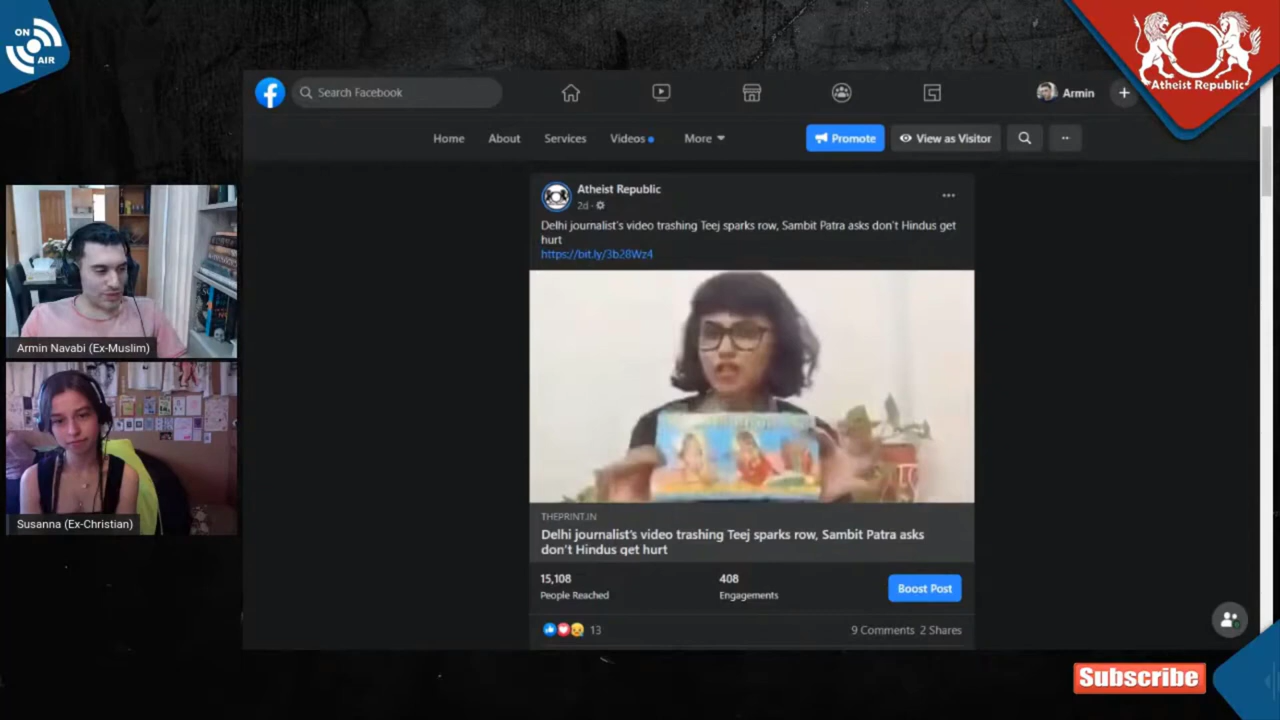 ON
AIR
Atheist Republic
Search Facebook
Armin
Home
About
Services
Videos
More
Promote
View as Visitor
Atheist Republic
2d
Delhi journalist's video trashing Teej sparks row, Sambit Patra asks don't Hindus get
hurt
https://bit.ly/3b28Wz4
THEPRINT.IN
Delhi journalist's video trashing Teej sparks row, Sambit Patra asks
don't Hindus get hurt
15,108
People Reached
408
Engagements
Boost Post
13
9 Comments
2 Shares
Armin Navabi (Ex-Muslim)
Susanna (Ex-Christian)
Subscribe